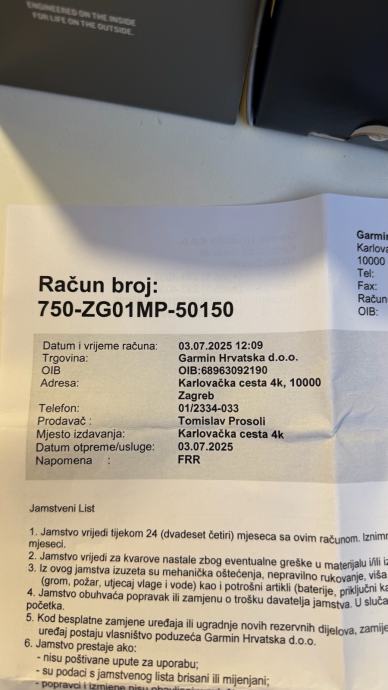 ENGINEERED ON THE INSIDE
FOR LIFE ON THE OUTSIDE.
Garmin
Karlova
10000
Tel:
Fax:
Račun
OIB:
Račun broj:
750-ZG01MP-50150
Datum i vrijeme računa: 03.07.2025 12:09
Trgovina: Garmin Hrvatska d.o.o.
OIB OIB:68963092190
Adresa: Karlovačka cesta 4k, 10000
Zagreb
Telefon: 01/2334-033
Prodavač : Tomislav Prosoli
Mjesto izdavanja: Karlovačka cesta 4k
Datum otpreme/usluge: 03.07.2025
Napomena : FRR
Jamstveni List
1. Jamstvo vrijedi tijekom 24 (dvadeset četiri) mjeseca sa ovim računom. Iznimn
mjeseci.
2. Jamstvo vrijedi za kvarove nastale zbog eventualne greške u materijalu i/ili iz
3. Iz ovog jamstva izuzeta su mehanička oštećenja, nepravilno rukovanje, viša
(grom, požar, utjecaj vlage i vode) kao i potrošni artikli (baterije, priključni ka
4. Jamstvo obuhvaća popravak ili zamjenu o trošku davatelja jamstva. U sluča
početka.
5. Kod besplatne zamjene uređaja ili ugradnje novih rezervnih dijelova, zamije
uređaj postaju vlasništvo poduzeća Garmin Hrvatska d.o.o.
6. Jamstvo prestaje ako:
- nisu poštivane upute za uporabu;
- su podaci s jamstvenog lista brisani ili mijenjani;
- popravci i izmjene nisu